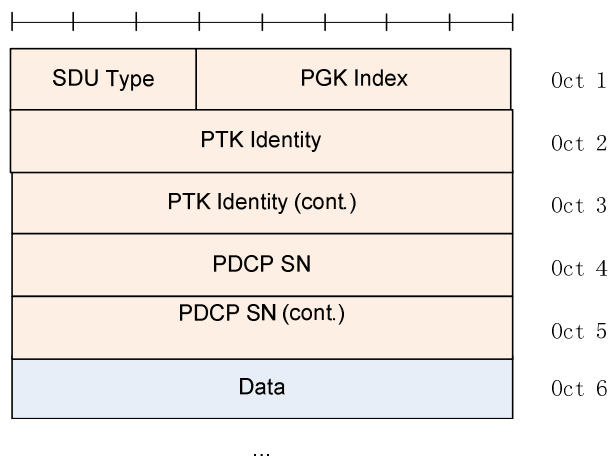 SDU Type PGK Index Oct 1
PTK Identity Oct 2
PTK Identity (cont.) Oct 3
PDCP SN Oct 4
PDCP SN (cont.) Oct 5
Data Oct 6
...